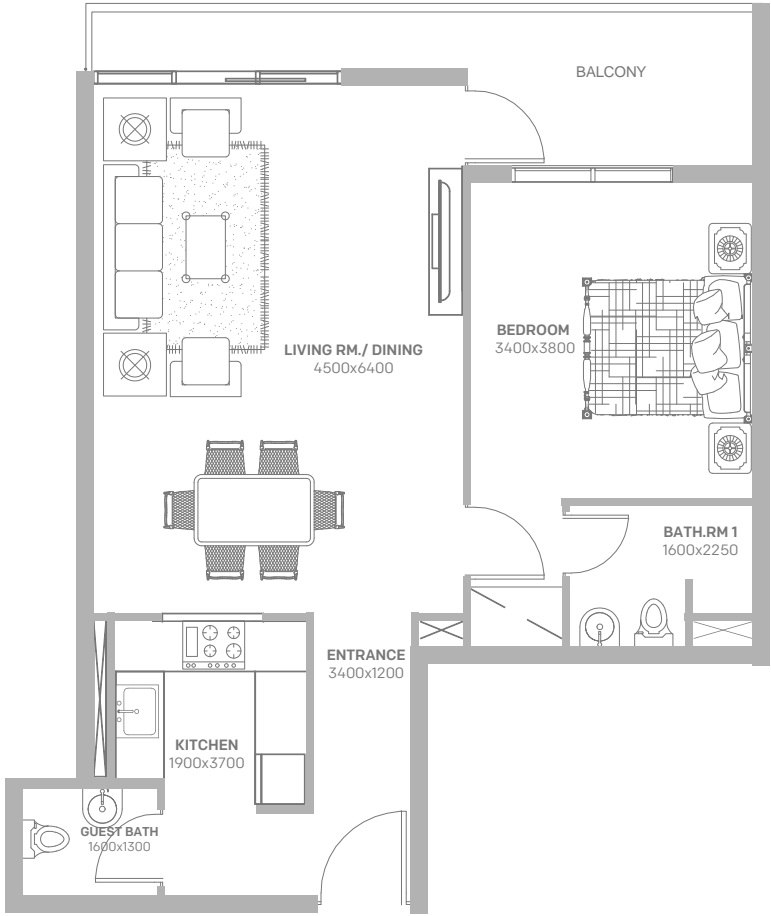 BALCONY
LIVING RM./ DINING
4500x6400
BEDROOM
3400x3800
BATH.RM 1
1600x2250
ENTRANCE
3400x1200
KITCHEN
1900x3700
GUEST BATH
1600x1300